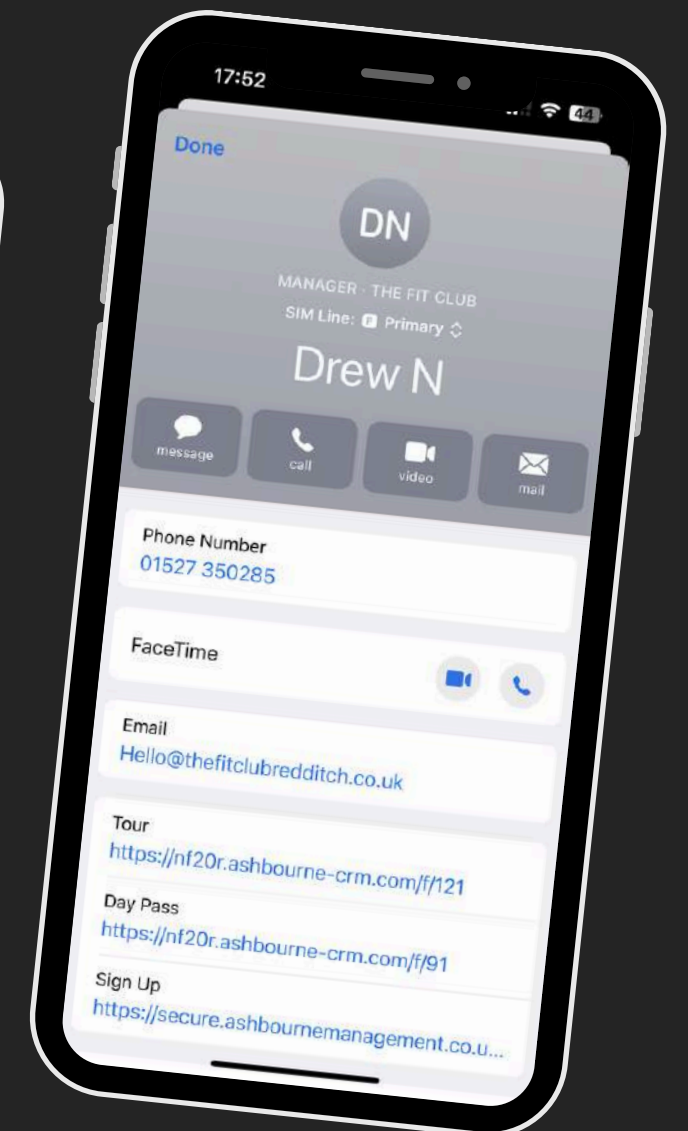 17:52
44
Done
DN
MANAGER · THE FIT CLUB
SIM Line: P Primary
Drew N
message
call
video
mail
Phone Number
01527 350285
FaceTime
Email
Hello@thefitclubredditch.co.uk
Tour
https://nf20r.ashbourne-crm.com/f/121
Day Pass
https://nf20r.ashbourne-crm.com/f/91
Sign Up
https://secure.ashbournemanagement.co.u...